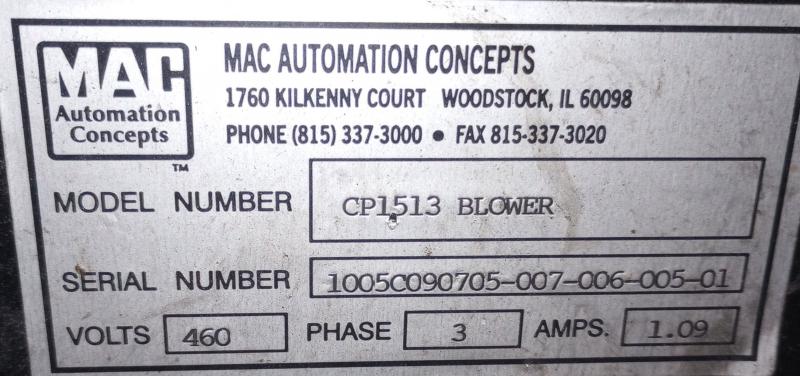 MAC
Automation
Concepts
TM
MAC AUTOMATION CONCEPTS
1760 KILKENNY COURT WOODSTOCK, IL 60098
PHONE (815) 337-3000 • FAX 815-337-3020
MODEL NUMBER CP1513 BLOWER
SERIAL NUMBER 1005C090705-007-006-005-01
VOLTS 460 PHASE 3 AMPS. 1.09